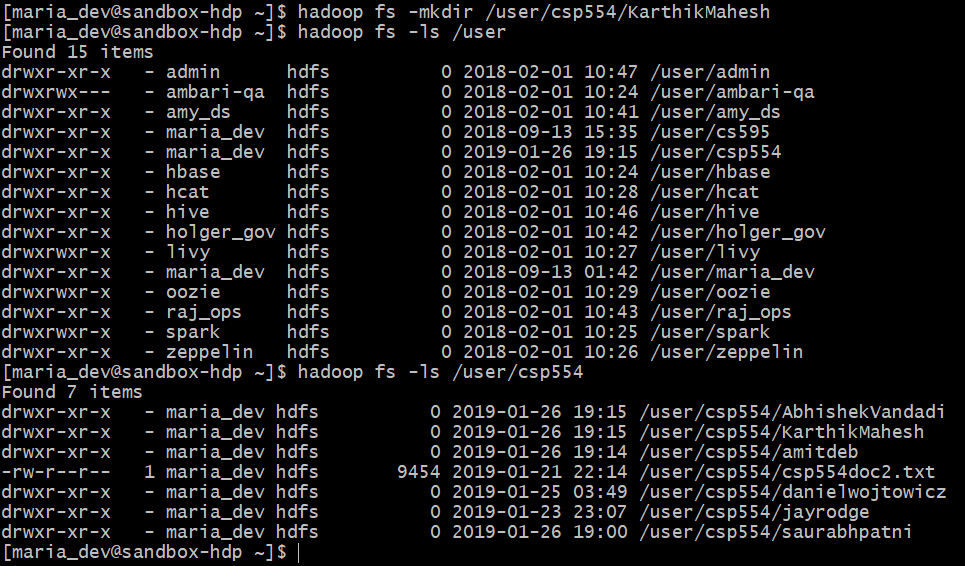 [maria_dev@sandbox-hdp ~]$ hadoop fs -mkdir /user/csp554/KarthikMahesh
[maria_dev@sandbox-hdp ~]$ hadoop fs -ls /user
Found 15 items
drwxr-xr-x   - admin      hdfs          0 2018-02-01 10:47 /user/admin
drwxrwx---   - ambari-qa  hdfs          0 2018-02-01 10:24 /user/ambari-qa
drwxr-xr-x   - amy_ds     hdfs          0 2018-02-01 10:41 /user/amy_ds
drwxr-xr-x   - maria_dev  hdfs          0 2018-09-13 15:35 /user/cs595
drwxr-xr-x   - maria_dev  hdfs          0 2019-01-26 19:15 /user/csp554
drwxr-xr-x   - hbase      hdfs          0 2018-02-01 10:24 /user/hbase
drwxr-xr-x   - hcat       hdfs          0 2018-02-01 10:28 /user/hcat
drwxr-xr-x   - hive       hdfs          0 2018-02-01 10:46 /user/hive
drwxr-xr-x   - holger_gov hdfs          0 2018-02-01 10:42 /user/holger_gov
drwxrwxr-x   - livy       hdfs          0 2018-02-01 10:27 /user/livy
drwxr-xr-x   - maria_dev  hdfs          0 2018-09-13 01:42 /user/maria_dev
drwxrwxr-x   - oozie      hdfs          0 2018-02-01 10:29 /user/oozie
drwxr-xr-x   - raj_ops    hdfs          0 2018-02-01 10:43 /user/raj_ops
drwxrwxr-x   - spark      hdfs          0 2018-02-01 10:25 /user/spark
drwxr-xr-x   - zeppelin   hdfs          0 2018-02-01 10:26 /user/zeppelin
[maria_dev@sandbox-hdp ~]$ hadoop fs -ls /user/csp554
Found 7 items
drwxr-xr-x   - maria_dev hdfs          0 2019-01-26 19:15 /user/csp554/AbhishekVandadi
drwxr-xr-x   - maria_dev hdfs          0 2019-01-26 19:15 /user/csp554/KarthikMahesh
drwxr-xr-x   - maria_dev hdfs          0 2019-01-26 19:14 /user/csp554/amitdeb
-rw-r--r--   1 maria_dev hdfs       9454 2019-01-21 22:14 /user/csp554/csp554doc2.txt
drwxr-xr-x   - maria_dev hdfs          0 2019-01-25 03:49 /user/csp554/danielwojtowicz
drwxr-xr-x   - maria_dev hdfs          0 2019-01-23 23:07 /user/csp554/jayrodge
drwxr-xr-x   - maria_dev hdfs          0 2019-01-26 19:00 /user/csp554/saurabhpatni
[maria_dev@sandbox-hdp ~]$